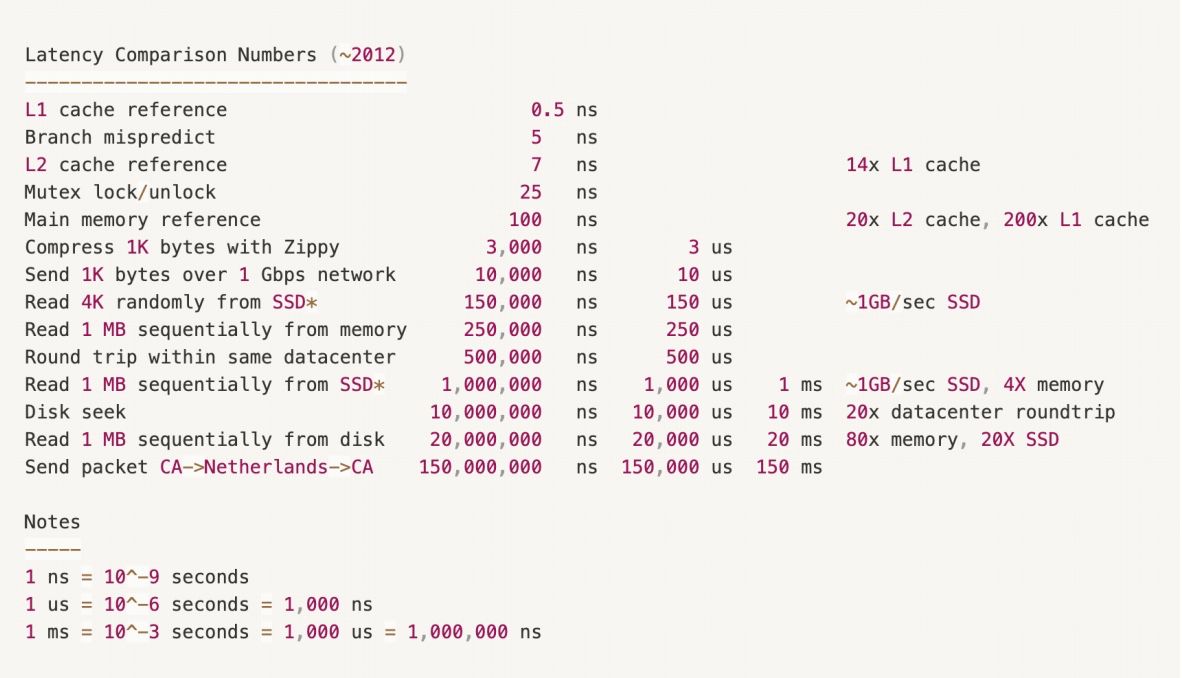 Latency Comparison Numbers (~2012)
----------------------------------
L1 cache reference                           0.5 ns
Branch mispredict                            5   ns
L2 cache reference                           7   ns                      14x L1 cache
Mutex lock/unlock                           25   ns
Main memory reference                      100   ns                      20x L2 cache, 200x L1 cache
Compress 1K bytes with Zippy             3,000   ns        3 us
Send 1K bytes over 1 Gbps network       10,000   ns       10 us
Read 4K randomly from SSD*             150,000   ns      150 us          ~1GB/sec SSD
Read 1 MB sequentially from memory     250,000   ns      250 us
Round trip within same datacenter      500,000   ns      500 us
Read 1 MB sequentially from SSD*     1,000,000   ns    1,000 us    1 ms  ~1GB/sec SSD, 4X memory
Disk seek                           10,000,000   ns   10,000 us   10 ms  20x datacenter roundtrip
Read 1 MB sequentially from disk    20,000,000   ns   20,000 us   20 ms  80x memory, 20X SSD
Send packet CA->Netherlands->CA    150,000,000   ns  150,000 us  150 ms
Notes
-----
1 ns = 10^-9 seconds
1 us = 10^-6 seconds = 1,000 ns
1 ms = 10^-3 seconds = 1,000 us = 1,000,000 ns